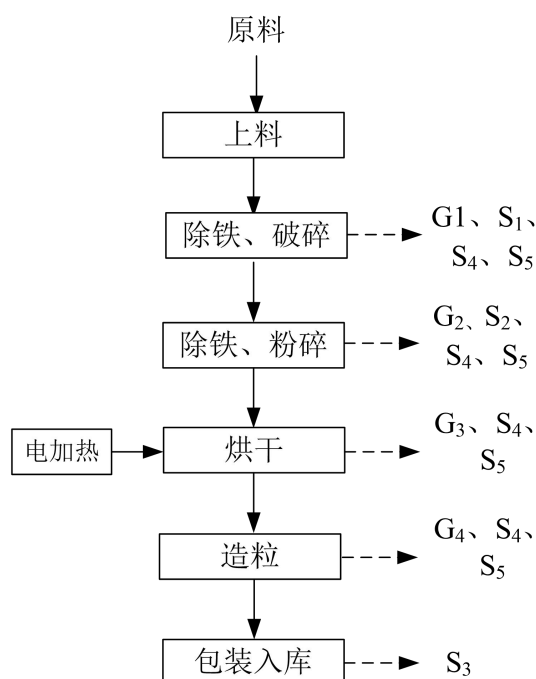 原料
上料
除铁、破碎
G1、S₁、
S₄、S₅
除铁、粉碎
G₂、S₂、
S₄、S₅
电加热
烘干
G₃、S₄、
S₅
造粒
G₄、S₄、
S₅
包装入库
S₃